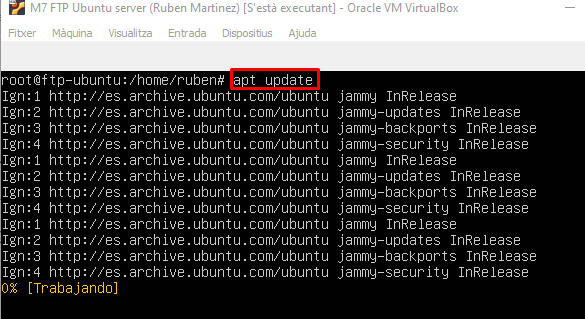 M7 FTP Ubuntu server (Ruben Martinez) [S'està executant] - Oracle VM VirtualBox
Fitxer Màquina Visualitza Entrada Dispositius Ajuda
root@ftp-ubuntu:/home/ruben# apt update
Ign:1 http://es.archive.ubuntu.com/ubuntu jammy InRelease
Ign:2 http://es.archive.ubuntu.com/ubuntu jammy-updates InRelease
Ign:3 http://es.archive.ubuntu.com/ubuntu jammy-backports InRelease
Ign:4 http://es.archive.ubuntu.com/ubuntu jammy-security InRelease
Ign:1 http://es.archive.ubuntu.com/ubuntu jammy InRelease
Ign:2 http://es.archive.ubuntu.com/ubuntu jammy-updates InRelease
Ign:3 http://es.archive.ubuntu.com/ubuntu jammy-backports InRelease
Ign:4 http://es.archive.ubuntu.com/ubuntu jammy-security InRelease
Ign:1 http://es.archive.ubuntu.com/ubuntu jammy InRelease
Ign:2 http://es.archive.ubuntu.com/ubuntu jammy-updates InRelease
Ign:3 http://es.archive.ubuntu.com/ubuntu jammy-backports InRelease
Ign:4 http://es.archive.ubuntu.com/ubuntu jammy-security InRelease
0% [Trabajando]